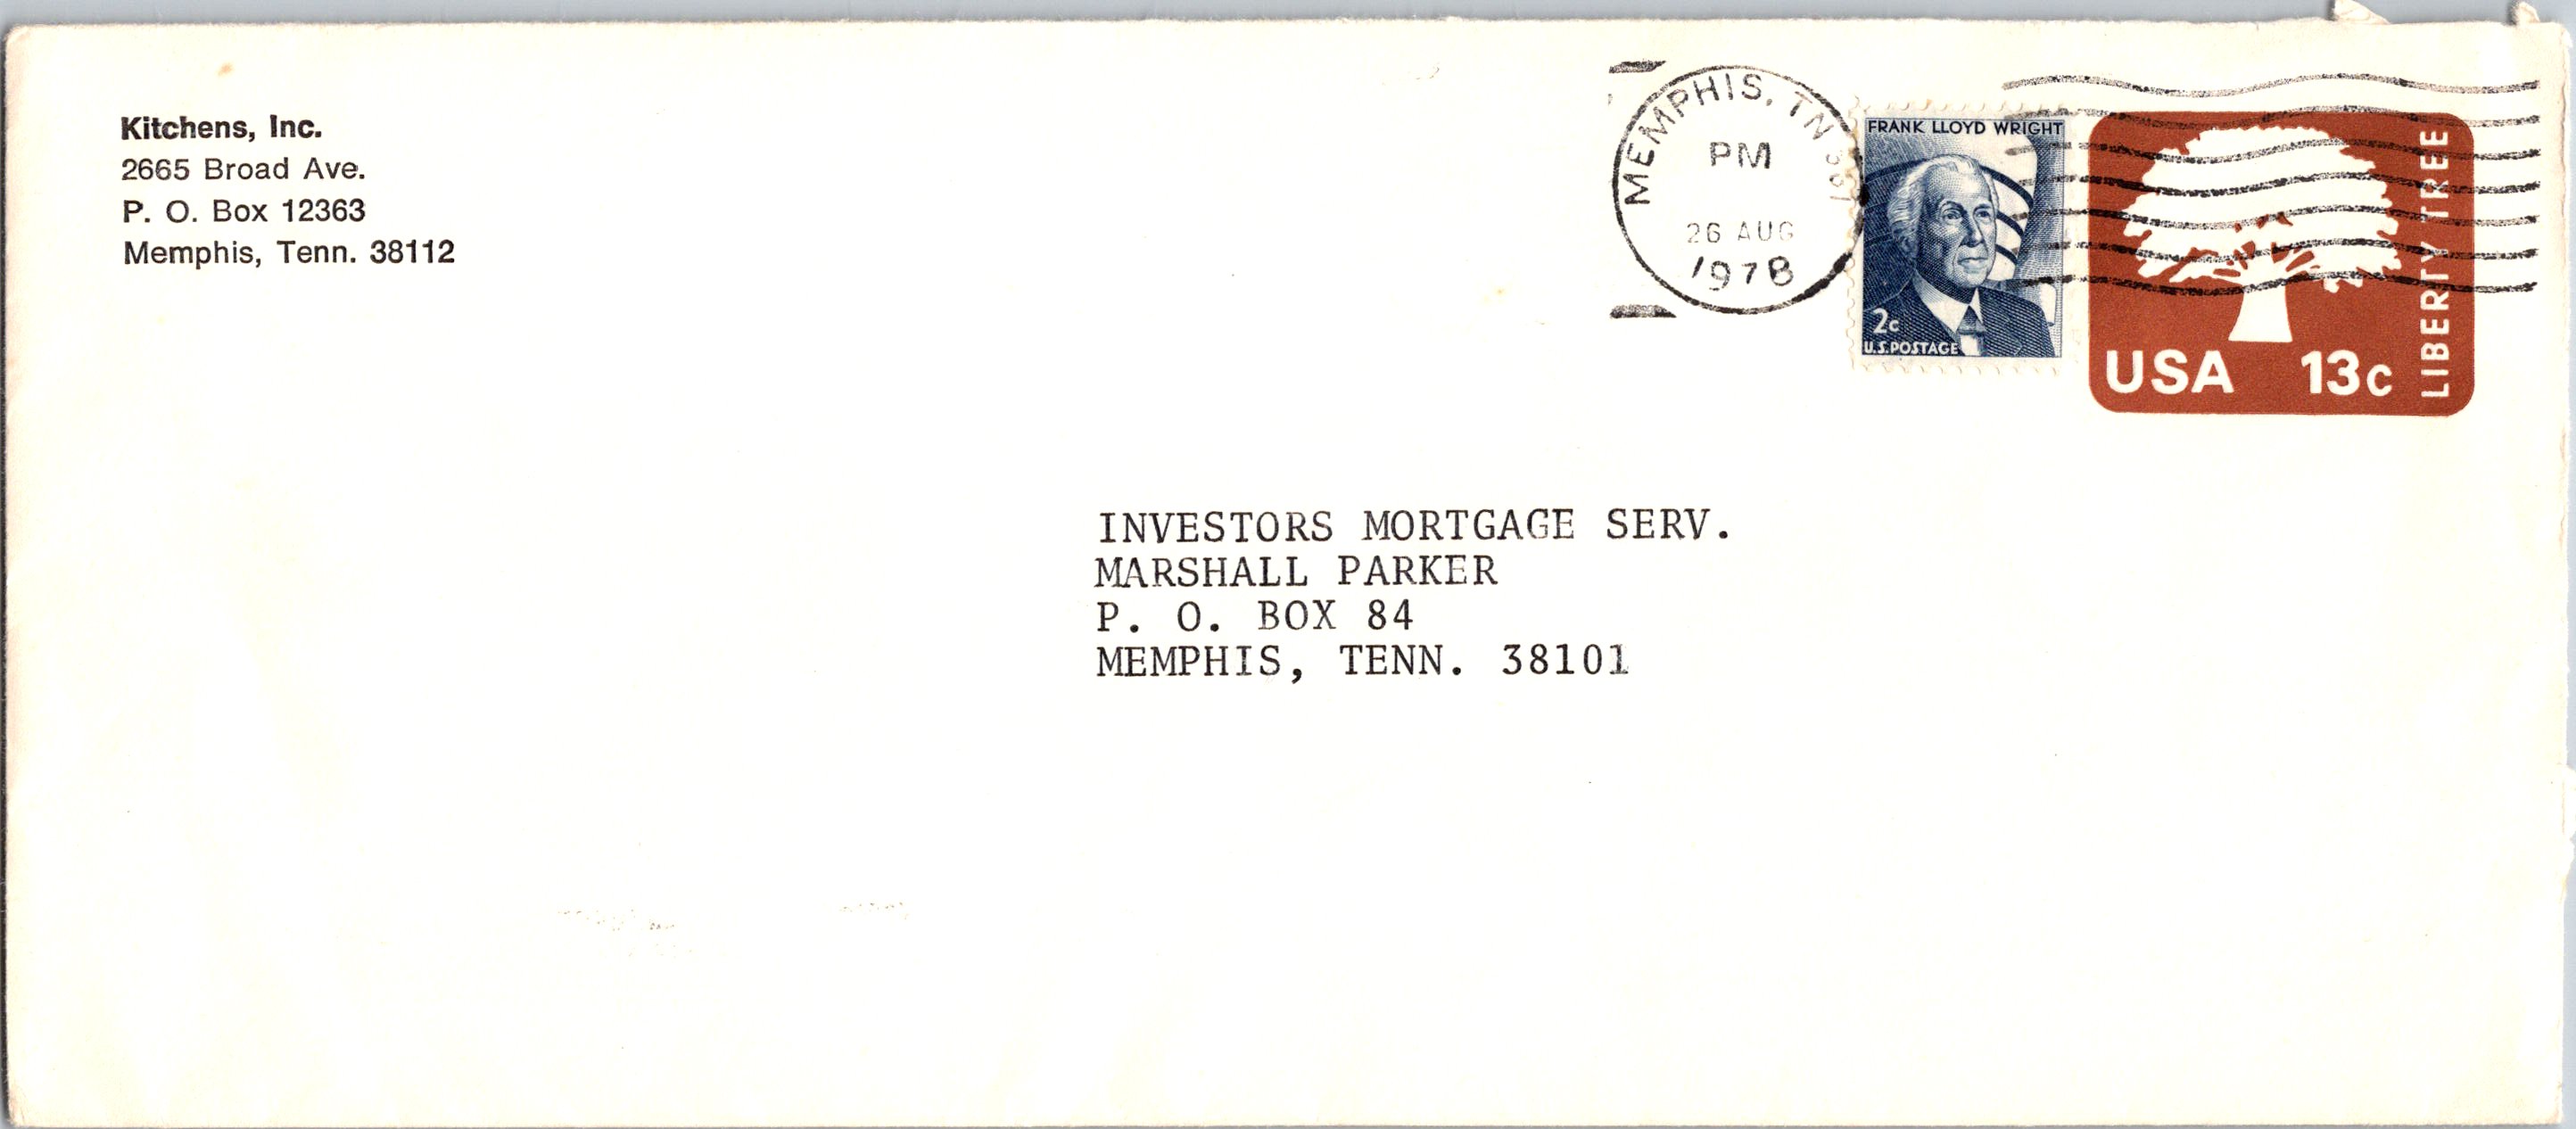 Kitchens, Inc.
2665 Broad Ave.
P. O. Box 12363
Memphis, Tenn. 38112
MEMPHIS, TN 381
PM
26 AUG
1978
FRANK LLOYD WRIGHT
2c
U.S. POSTAGE
USA 13c
LIBERTY TREE
INVESTORS MORTGAGE SERV.
MARSHALL PARKER
P. O. BOX 84
MEMPHIS, TENN. 38101